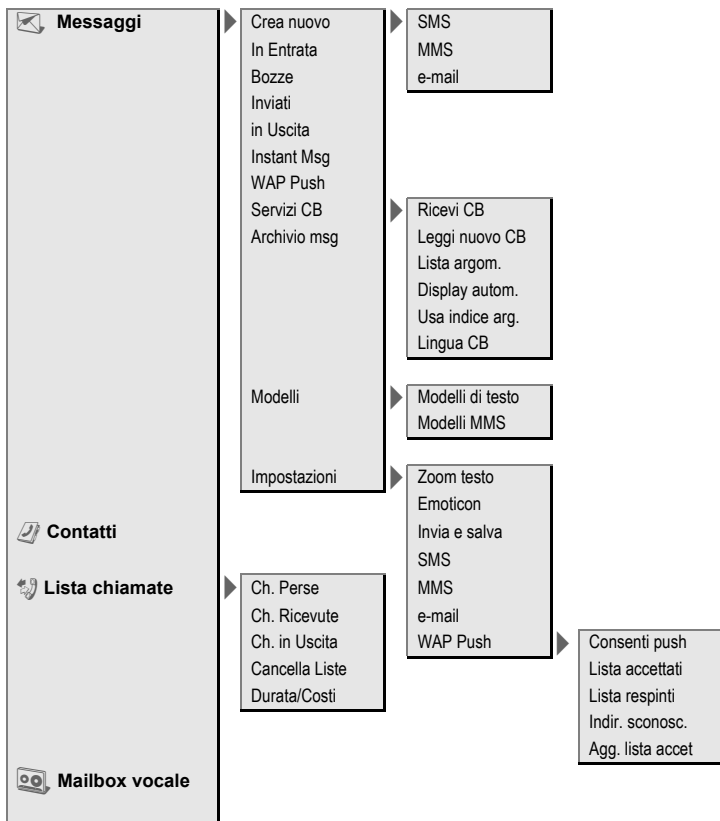 Messaggi
Crea nuovo
SMS
In Entrata
MMS
Bozze
e-mail
Inviati
in Uscita
Instant Msg
WAP Push
Servizi CB
Ricevi CB
Archivio msg
Leggi nuovo CB
Lista argom.
Display autom.
Usa indice arg.
Lingua CB
Modelli
Modelli di testo
Modelli MMS
Impostazioni
Zoom testo
Emoticon
Contatti
Invia e salva
SMS
Lista chiamate
Ch. Perse
MMS
Ch. Ricevute
e-mail
Ch. in Uscita
WAP Push
Consenti push
Cancella Liste
Lista accettati
Durata/Costi
Lista respinti
Indir. sconosc.
Agg. lista accet
Mailbox vocale